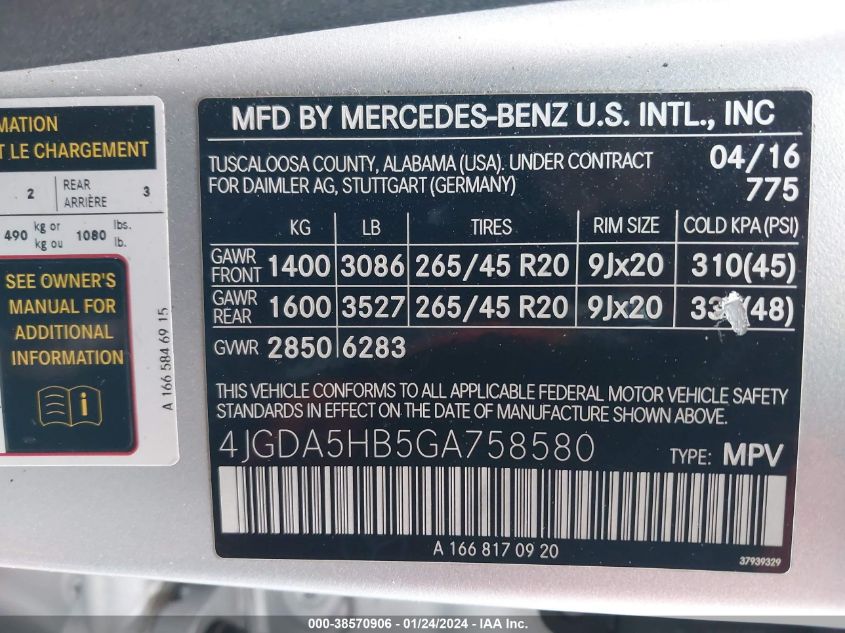 MATION
T LE CHARGEMENT
2 REAR ARRIÈRE 3
490 kg or kg ou 1080 lbs. lb.
SEE OWNER'S
MANUAL FOR
ADDITIONAL
INFORMATION
i
A 166 584 69 15
MFD BY MERCEDES-BENZ U.S. INTL., INC
TUSCALOOSA COUNTY, ALABAMA (USA). UNDER CONTRACT 04/16
FOR DAIMLER AG, STUTTGART (GERMANY) 775
KG LB TIRES RIM SIZE COLD KPA (PSI)
GAWR FRONT 1400 3086 265/45 R20 9Jx20 310(45)
GAWR REAR 1600 3527 265/45 R20 9Jx20 (48)
GVWR 2850 6283
THIS VEHICLE CONFORMS TO ALL APPLICABLE FEDERAL MOTOR VEHICLE SAFETY
STANDARDS IN EFFECT ON THE DATE OF MANUFACTURE SHOWN ABOVE.
4JGDA5HB5GA758580 TYPE: MPV
A 166 817 09 20
37939329
000-38570906 - 01/24/2024 - IAA Inc.